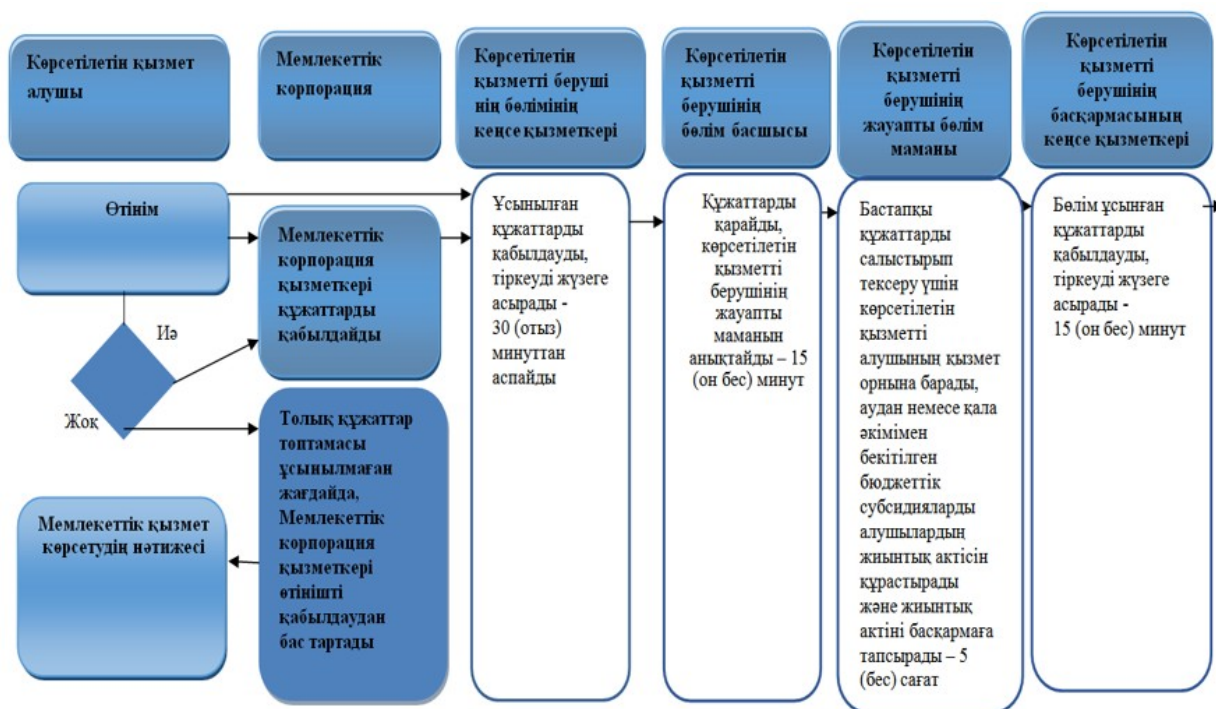 Көрсетілетін қызмет
алушы
Мемлекеттік
корпорация
Көрсетілетін
қызметті беруші
нің бөлімінің
кеңсе қызметкері
Көрсетілетін
қызметті
берушінің
бөлім басшысы
Көрсетілетін
қызметті
берушінің
жауапты бөлім
маманы
Көрсетілетін
қызметті
берушінің
басқармасының
кеңсе қызметкері
Өтінім
Иә
Жоқ
Мемлекеттік қызмет
көрсетудің нәтижесі
Мемлекеттік
корпорация
қызметкері
құжаттарды
қабылдайды
Толық құжаттар
топтамасы
ұсынылмаған
жағдайда,
Мемлекеттік
корпорация
қызметкері
өтінішті
қабылдаудан
бас тартады
Ұсынылған
құжаттарды
қабылдауды,
тіркеуді жүзеге
асырады -
30 (отыз)
минуттан
аспайды
Құжаттарды
қарайды,
көрсетілетін
қызметті
берушінің
жауапты
маманын
анықтайды – 15
(он бес) минут
Бастапқы
құжаттарды
салыстырып
тексеру үшін
көрсетілетін
қызметті
алушының қызмет
орнына барады,
аудан немесе қала
әкімімен
бекітілген
бюджеттік
субсидияларды
алушылардың
жиынтық актісін
құрастырады
және жиынтық
актіні басқармаға
тапсырады – 5
(бес) сағат
Бөлім ұсынған
құжаттарды
қабылдауды,
тіркеуді жүзеге
асырады -
15 (он бес) минут